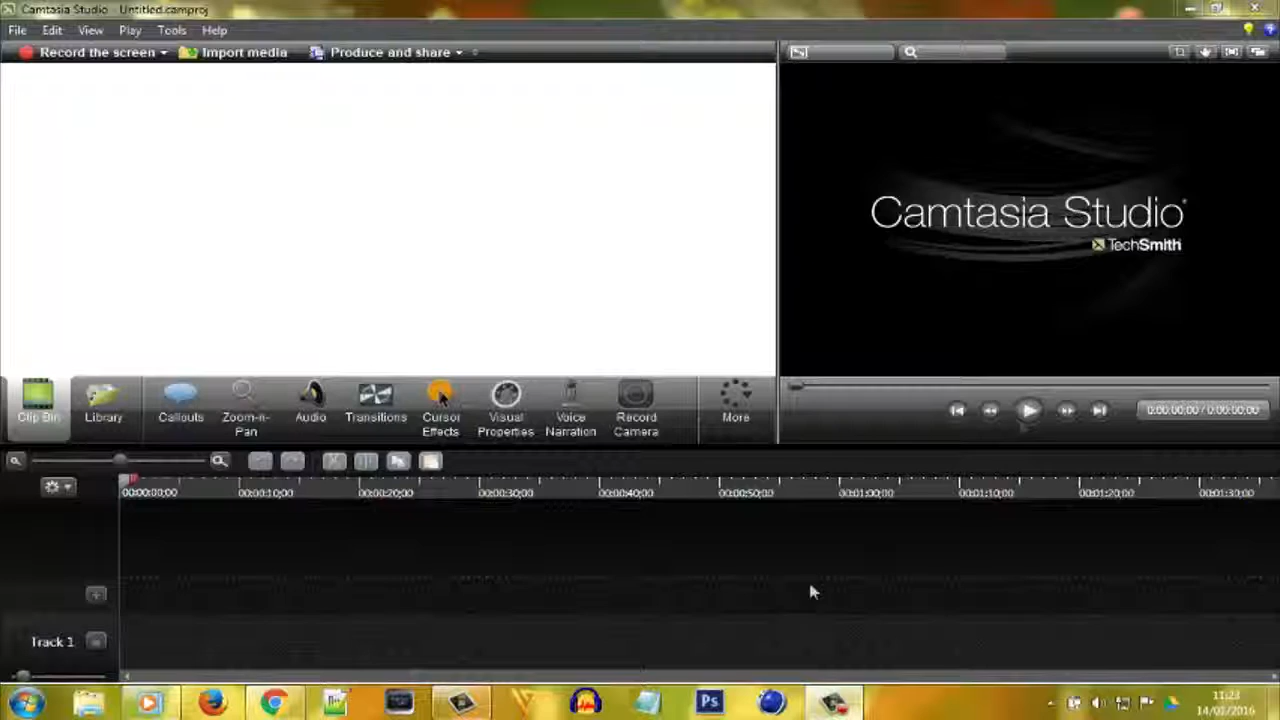 Camtasia Studio - Untitled.camproj
File Edit View Play Tools Help
Record the screen Import media Produce and share
Camtasia Studio
TechSmith
Clip Bin Library Callouts Zoom-n-Pan Audio Transitions Cursor Effects Visual Properties Voice Narration Record Camera More
0:00:00;00 / 0:00:00;00
00:00:00;00 00:00:10;00 00:00:20;00 00:00:30;00 00:00:40;00 00:00:50;00 00:01:00;00 00:01:10;00 00:01:20;00 00:01:30;00
Track 1
Ps
11:23
14/02/2016